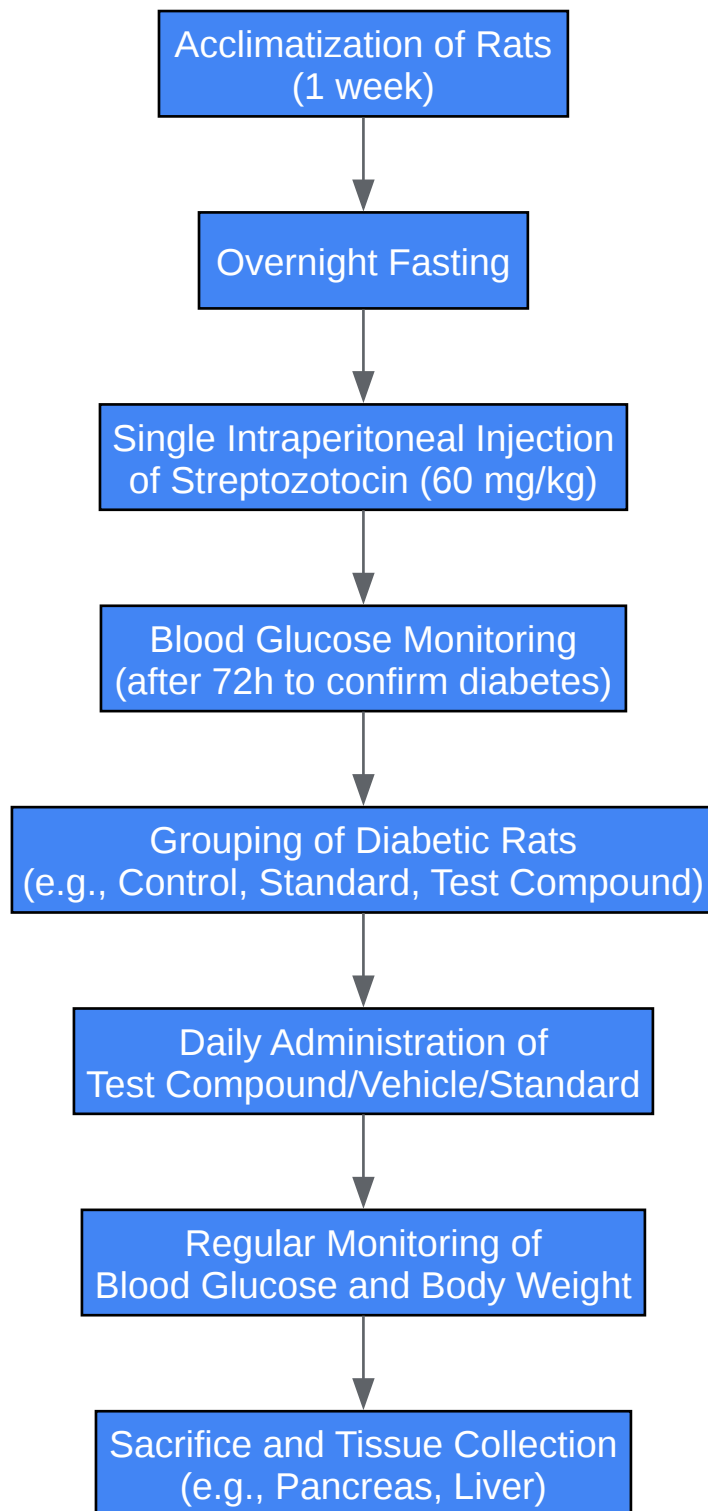 Acclimatization of Rats
(1 week)
Overnight Fasting
Single Intraperitoneal Injection
of Streptozotocin (60 mg/kg)
Blood Glucose Monitoring
(after 72h to confirm diabetes)
Grouping of Diabetic Rats
(e.g., Control, Standard, Test Compound)
Daily Administration of
Test Compound/Vehicle/Standard
Regular Monitoring of
Blood Glucose and Body Weight
Sacrifice and Tissue Collection
(e.g., Pancreas, Liver)